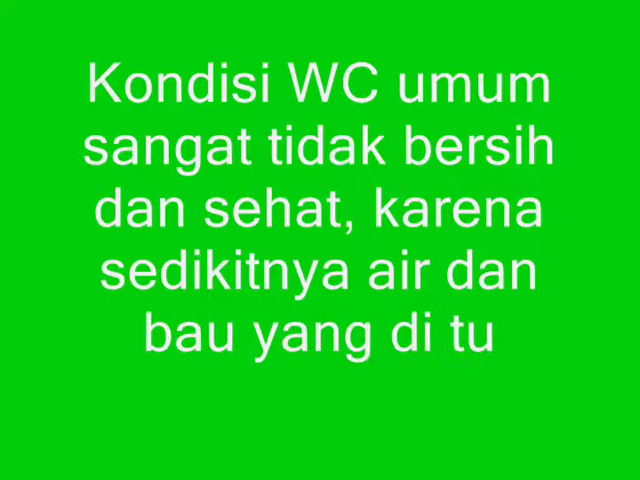 Kondisi WC umum
sangat tidak bersih
dan sehat, karena
sedikitnya air dan
bau yang di tu